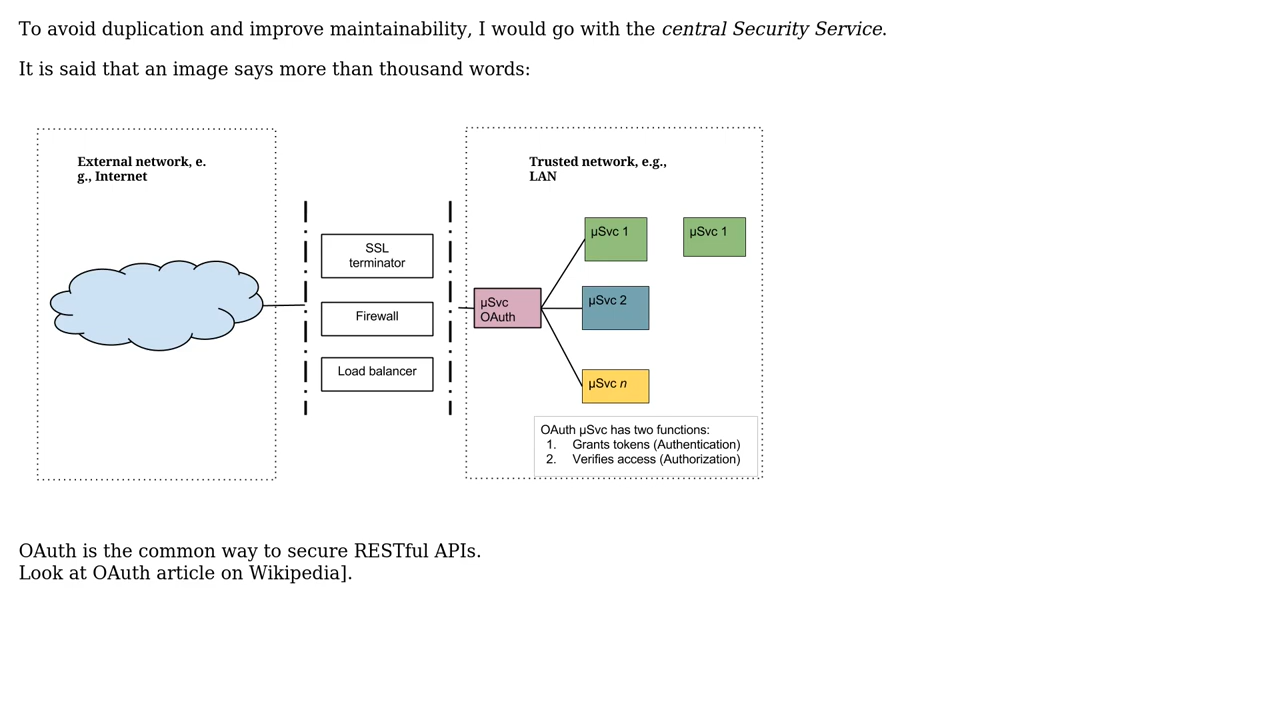 To avoid duplication and improve maintainability, I would go with the central Security Service.
It is said that an image says more than thousand words:
External network, e.
g., Internet
Trusted network, e.g.,
LAN
SSL
terminator
Firewall
Load balancer
µSvc
OAuth
µSvc 1
µSvc 1
µSvc 2
µSvc n
OAuth µSvc has two functions:
1. Grants tokens (Authentication)
2. Verifies access (Authorization)
OAuth is the common way to secure RESTful APIs.
Look at OAuth article on Wikipedia].